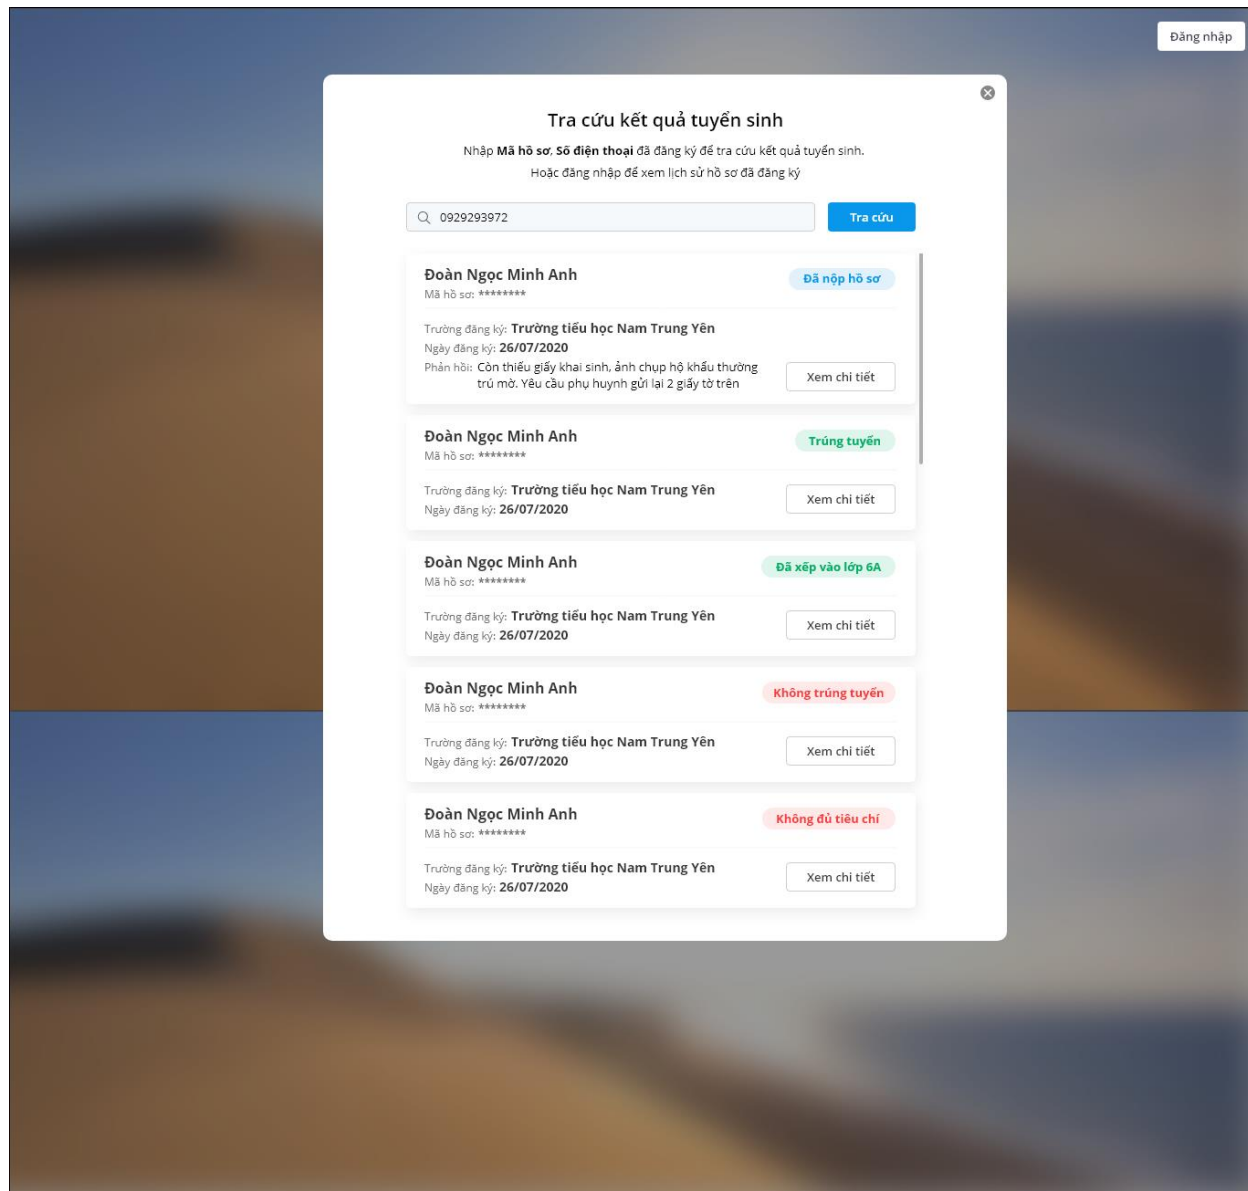 Đăng nhập
Tra cứu kết quả tuyển sinh
Nhập Mã hồ sơ, Số điện thoại đã đăng ký để tra cứu kết quả tuyển sinh.
Hoặc đăng nhập để xem lịch sử hồ sơ đã đăng ký
0929293972
Tra cứu
Đoàn Ngọc Minh Anh
Đã nộp hồ sơ
Mã hồ sơ: ********
Trường đăng ký: Trường tiểu học Nam Trung Yên
Ngày đăng ký: 26/07/2020
Phản hồi: Còn thiếu giấy khai sinh, ảnh chụp hộ khẩu thường
trú mờ. Yêu cầu phụ huynh gửi lại 2 giấy tờ trên
Xem chi tiết
Đoàn Ngọc Minh Anh
Trúng tuyển
Mã hồ sơ: ********
Trường đăng ký: Trường tiểu học Nam Trung Yên
Ngày đăng ký: 26/07/2020
Xem chi tiết
Đoàn Ngọc Minh Anh
Đã xếp vào lớp 6A
Mã hồ sơ: ********
Trường đăng ký: Trường tiểu học Nam Trung Yên
Ngày đăng ký: 26/07/2020
Xem chi tiết
Đoàn Ngọc Minh Anh
Không trúng tuyển
Mã hồ sơ: ********
Trường đăng ký: Trường tiểu học Nam Trung Yên
Ngày đăng ký: 26/07/2020
Xem chi tiết
Đoàn Ngọc Minh Anh
Không đủ tiêu chí
Mã hồ sơ: ********
Trường đăng ký: Trường tiểu học Nam Trung Yên
Ngày đăng ký: 26/07/2020
Xem chi tiết